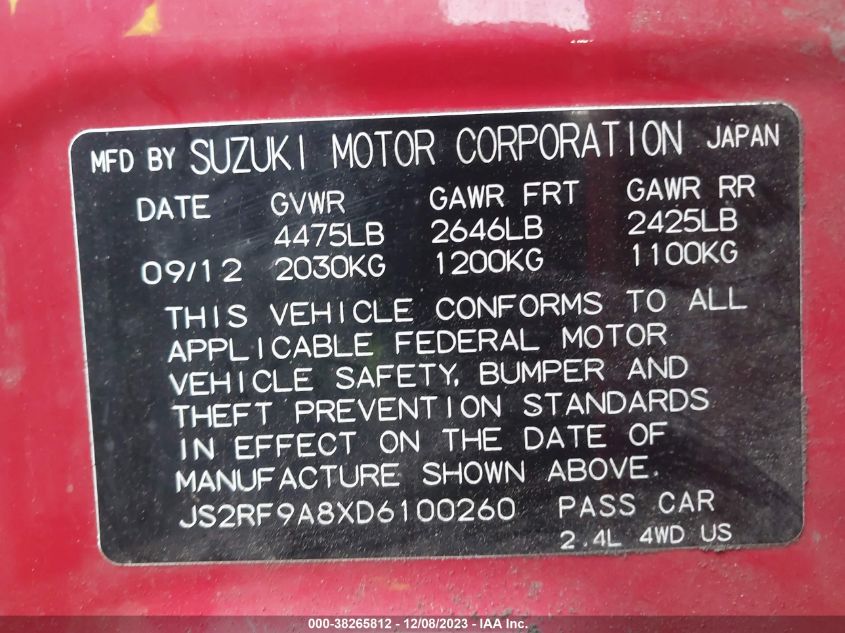 MFD BY SUZUKI MOTOR CORPORATION JAPAN
DATE GVWR GAWR FRT GAWR RR
4475LB 2646LB 2425LB
09/12 2030KG 1200KG 1100KG
THIS VEHICLE CONFORMS TO ALL
APPLICABLE FEDERAL MOTOR
VEHICLE SAFETY, BUMPER AND
THEFT PREVENTION STANDARDS
IN EFFECT ON THE DATE OF
MANUFACTURE SHOWN ABOVE.
JS2RF9A8XD6100260 PASS CAR
2.4L 4WD US
000-38265812 - 12/08/2023 - IAA Inc.